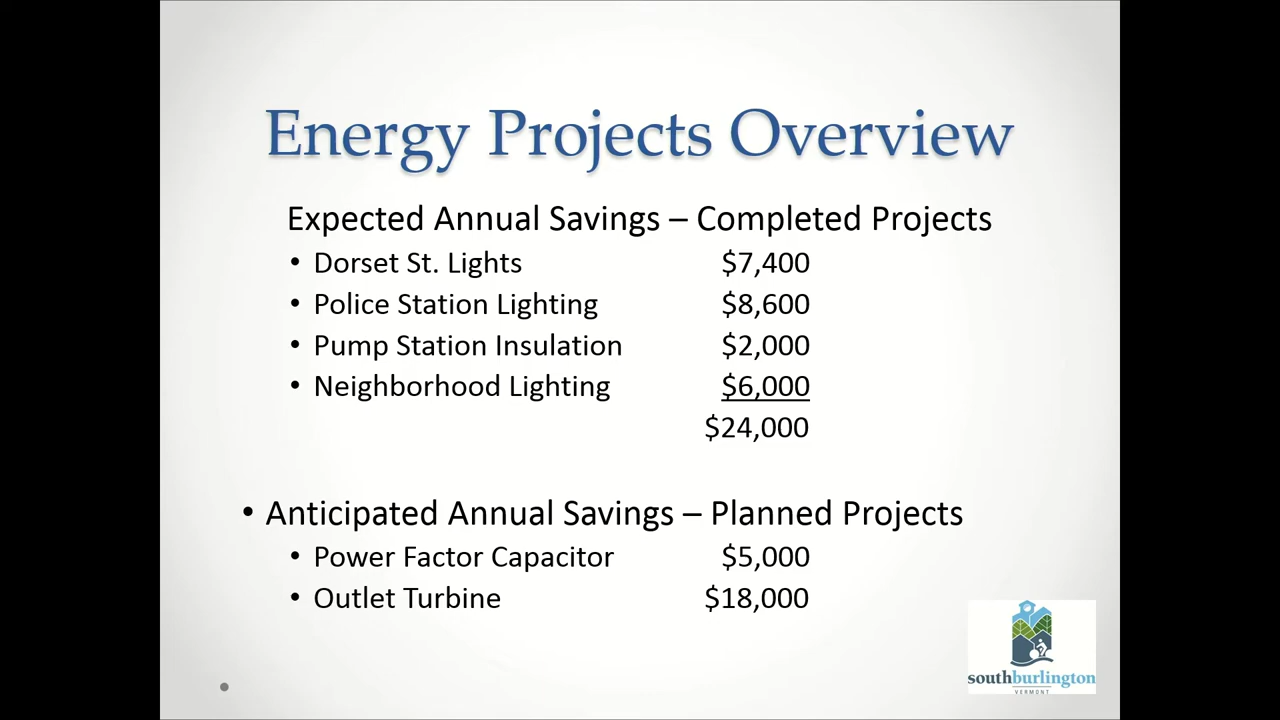 Energy Projects Overview
Expected Annual Savings – Completed Projects
• Dorset St. Lights $7,400
• Police Station Lighting $8,600
• Pump Station Insulation $2,000
• Neighborhood Lighting $6,000
$24,000
• Anticipated Annual Savings – Planned Projects
• Power Factor Capacitor $5,000
• Outlet Turbine $18,000
southburlington
VERMONT